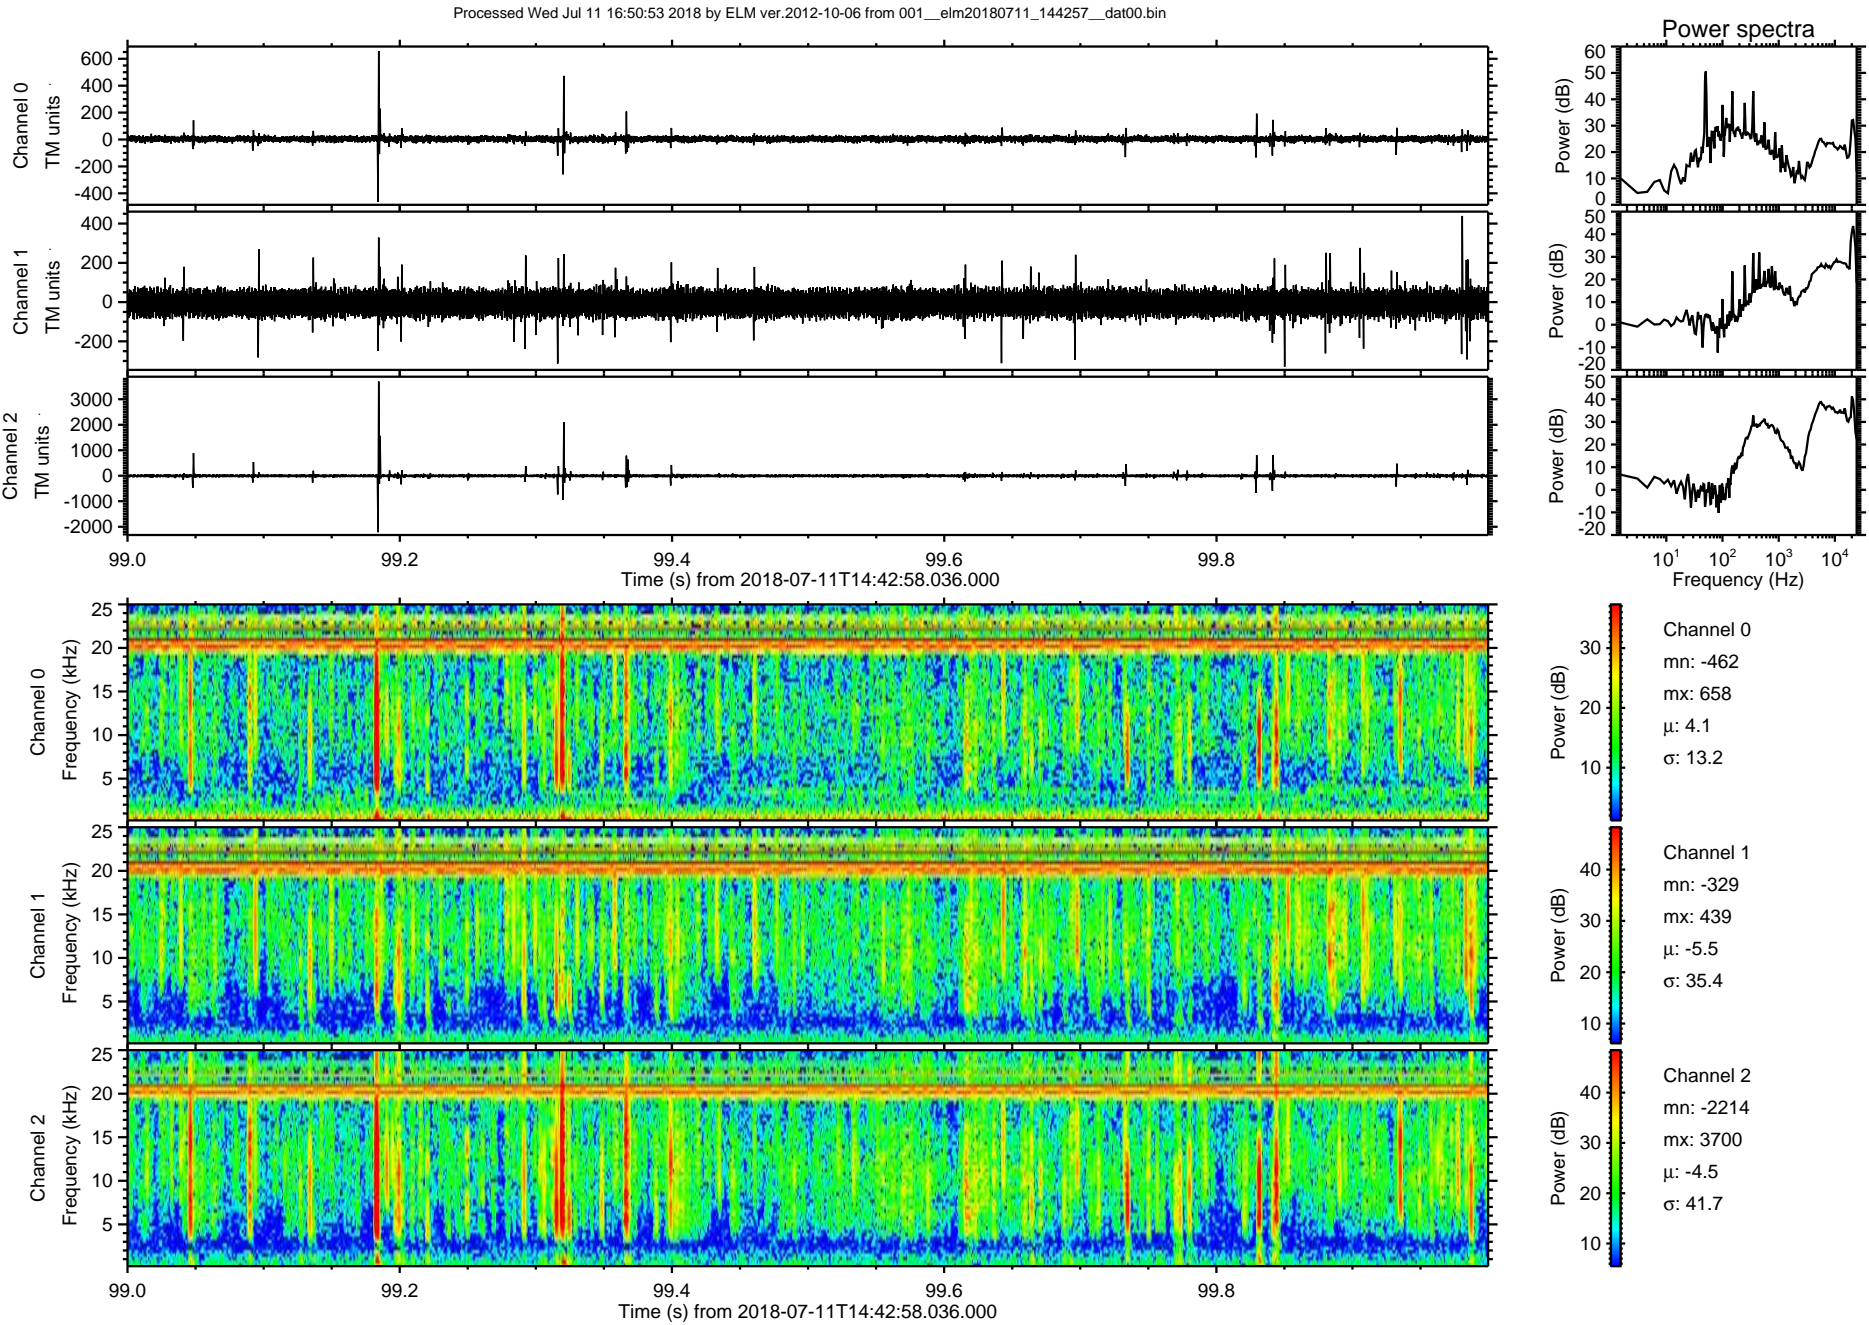 Processed Wed Jul 11 16:50:53 2018 by ELM ver.2012-10-06 from 001__elm20180711_144257__dat00.bin
Power spectra
Channel 0
TM units
600
400
200
0
-200
-400
Power (dB)
60
50
40
30
20
10
0
Channel 1
TM units
400
200
0
-200
Power (dB)
50
40
30
20
10
0
-10
-20
Channel 2
TM units
3000
2000
1000
0
-1000
-2000
Power (dB)
50
40
30
20
10
0
-10
-20
99.0 99.2 99.4 99.6 99.8
Time (s) from 2018-07-11T14:42:58.036.000
10¹ 10² 10³ 10⁴
Frequency (Hz)
Channel 0
Frequency (kHz)
25
20
15
10
5
Power (dB)
30
20
10
Channel 0
mn: -462
mx: 658
μ: 4.1
σ: 13.2
Channel 1
Frequency (kHz)
25
20
15
10
5
Power (dB)
40
30
20
10
Channel 1
mn: -329
mx: 439
μ: -5.5
σ: 35.4
Channel 2
Frequency (kHz)
25
20
15
10
5
Power (dB)
40
30
20
10
Channel 2
mn: -2214
mx: 3700
μ: -4.5
σ: 41.7
99.0 99.2 99.4 99.6 99.8
Time (s) from 2018-07-11T14:42:58.036.000